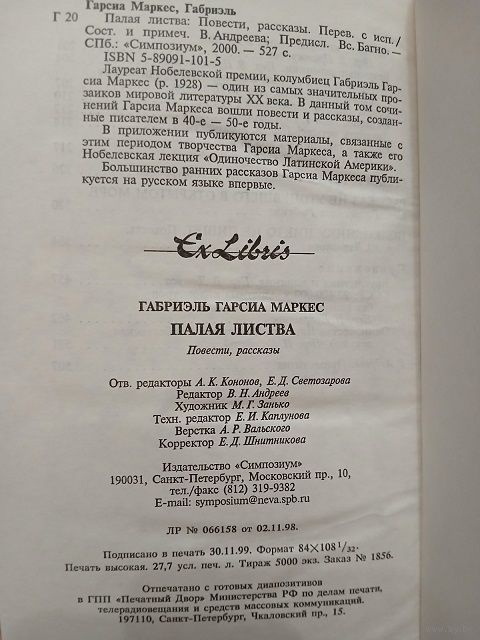 Гарсиа Маркес, Габриэль
Г 20 Палая листва: Повести, рассказы. Перев. с исп./
Сост. и примеч. В. Андреева; Предисл. Вс. Багно. —
СПб.: «Симпозиум», 2000. — 527 с.
ISBN 5-89091-101-5
Лауреат Нобелевской премии, колумбиец Габриэль Гар-
сиа Маркес (р. 1928) — один из самых значительных про-
заиков мировой литературы XX века. В данный том сочи-
нений Гарсиа Маркеса вошли повести и рассказы, создан-
ные писателем в 40-е — 50-е годы.
В приложении публикуются материалы, связанные с
этим периодом творчества Гарсиа Маркеса, а также его
Нобелевская лекция «Одиночество Латинской Америки».
Большинство ранних рассказов Гарсиа Маркеса публи-
куется на русском языке впервые.
Ex Libris
ГАБРИЭЛЬ ГАРСИА МАРКЕС
ПАЛАЯ ЛИСТВА
Повести, рассказы
Отв. редакторы А. К. Кононов, Е. Д. Светозарова
Редактор В. Н. Андреев
Художник М. Г. Занько
Техн. редактор Е. И. Каплунова
Верстка А. Р. Вальского
Корректор Е. Д. Шнитникова
Издательство «Симпозиум»
190031, Санкт-Петербург, Московский пр., 10,
тел./факс (812) 319-9382
E-mail: symposium@neva.spb.ru
ЛР № 066158 от 02.11.98.
Подписано в печать 30.11.99. Формат 84×108 1/32.
Печать высокая. 27,7 усл. печ. л. Тираж 5000 экз. Заказ № 1856.
Отпечатано с готовых диапозитивов
в ГПП «Печатный Двор» Министерства РФ по делам печати,
телерадиовещания и средств массовых коммуникаций.
197110, Санкт-Петербург, Чкаловский пр., 15.